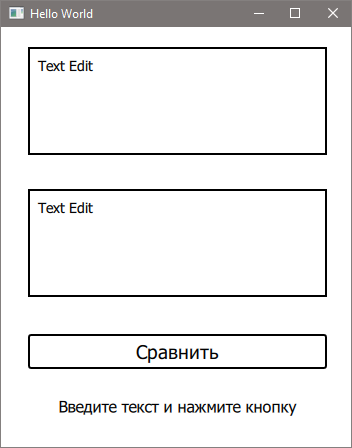 Hello World
Text Edit
Text Edit
Сравнить
Введите текст и нажмите кнопку